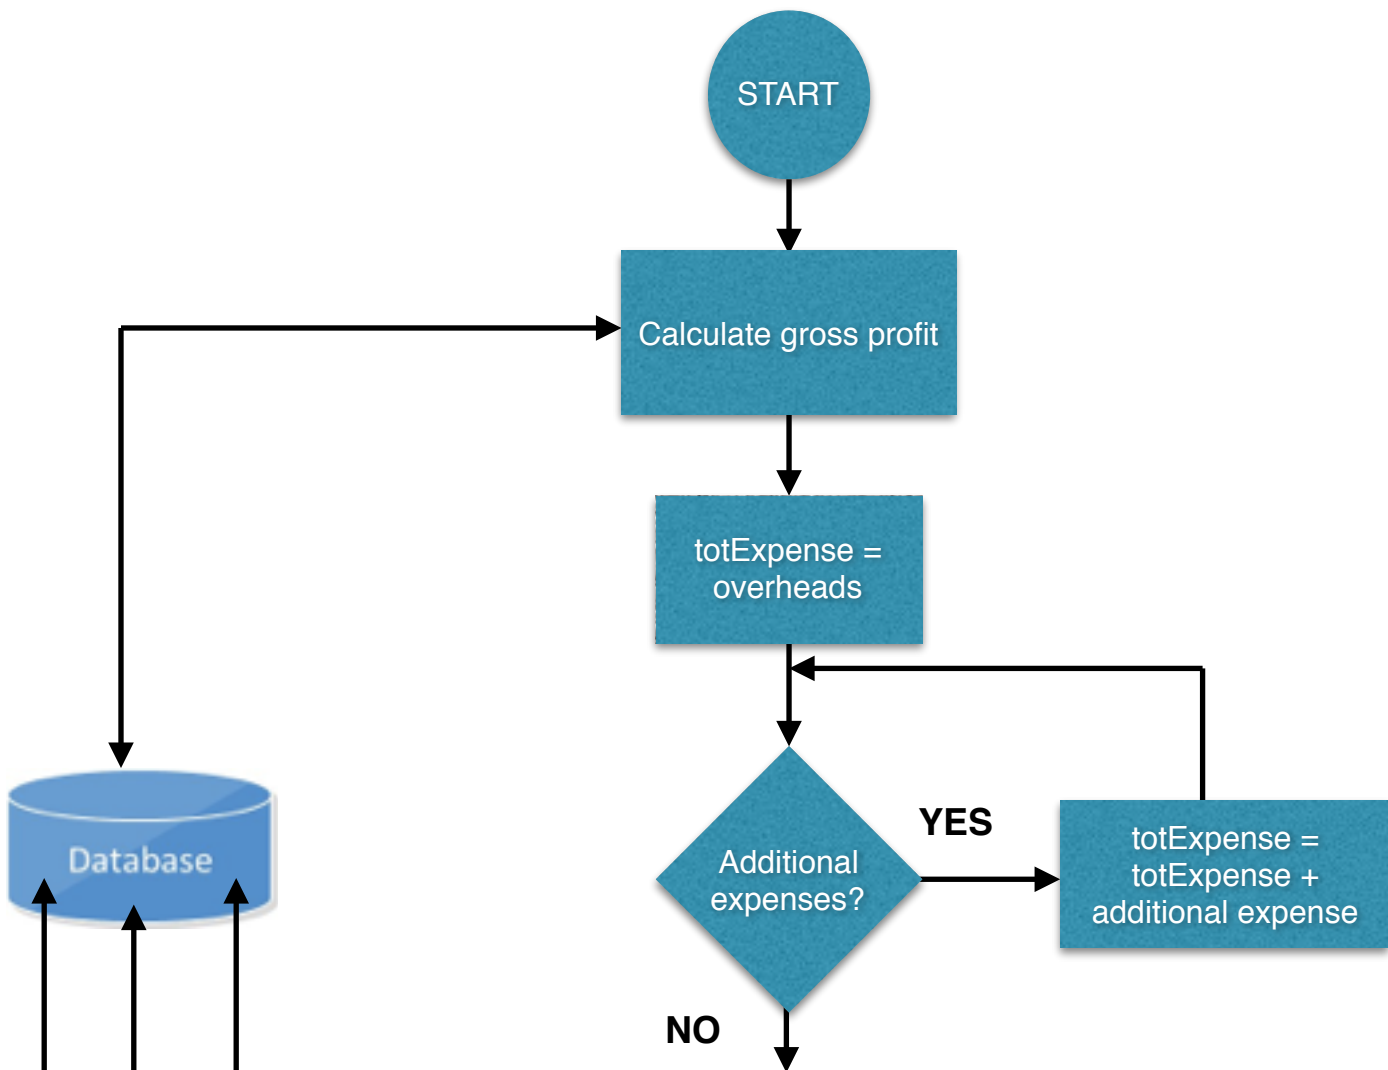 START
Calculate gross profit
totExpense =
overheads
YES
Additional
expenses?
totExpense =
totExpense +
additional expense
Database
NO